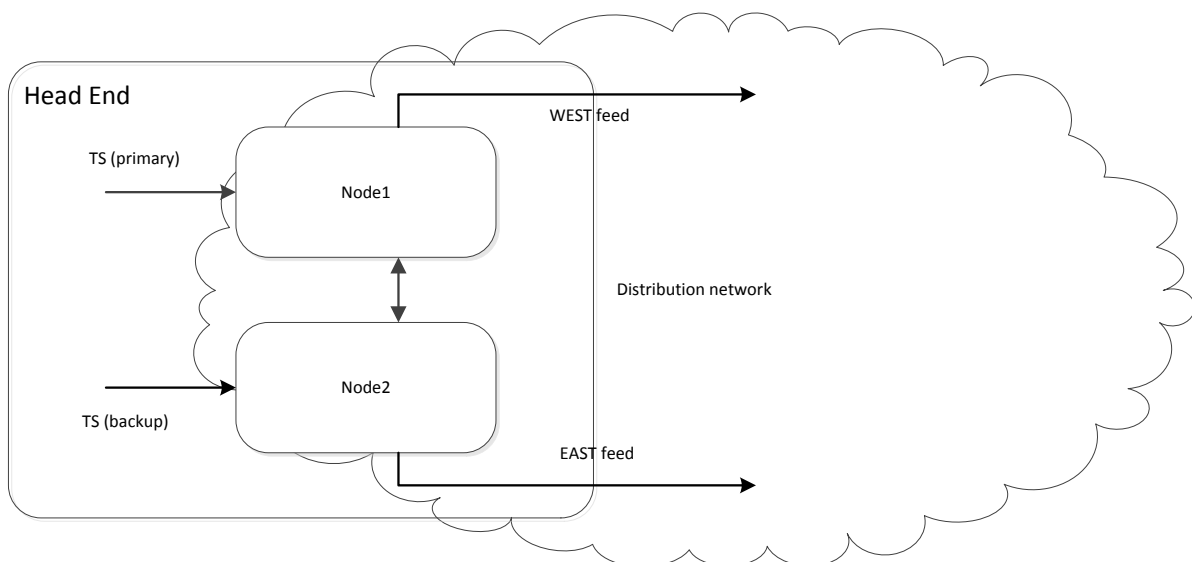 Head End
WEST feed
TS (primary)
Node1
Distribution network
Node2
TS (backup)
EAST feed